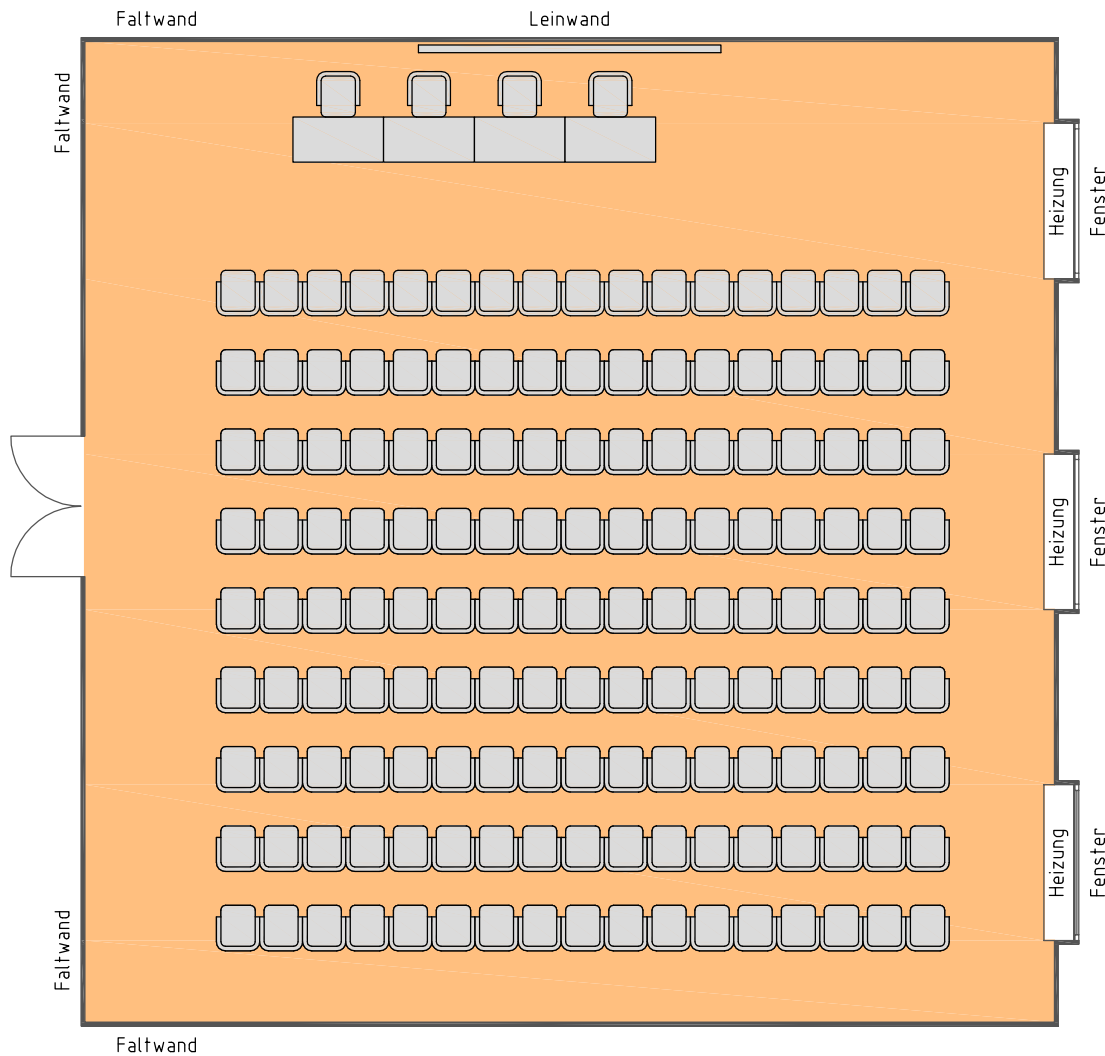 Faltwand
Leinwand
Faltwand
Heizung
Fenster
Heizung
Fenster
Heizung
Fenster
Faltwand
Faltwand